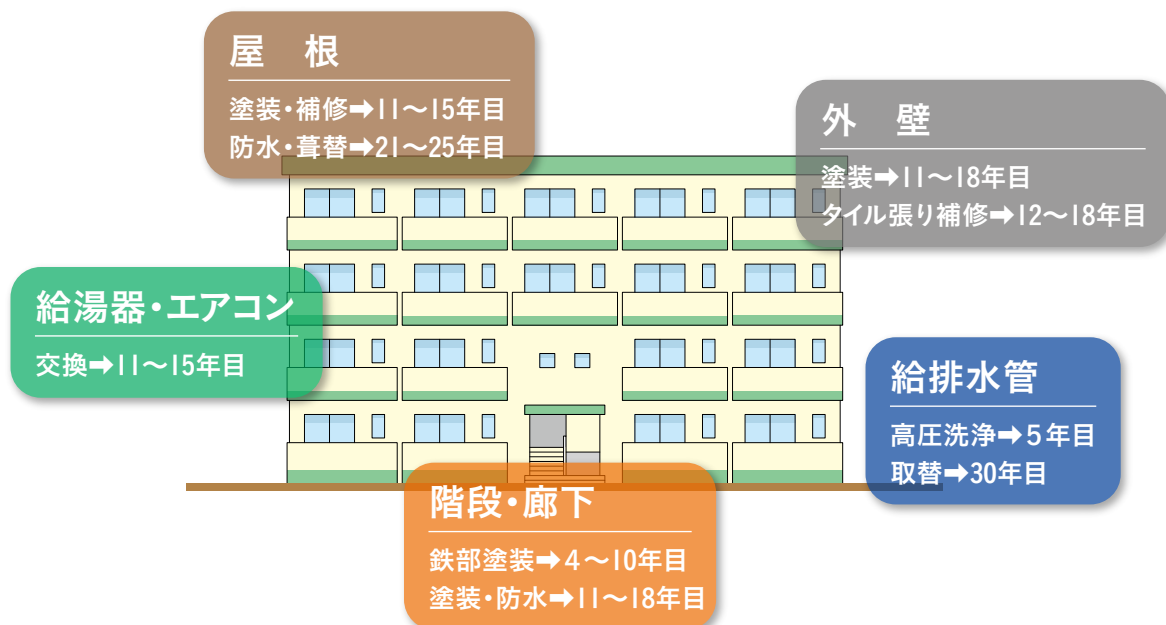 屋　根
塗装・補修➡11〜15年目
防水・葺替➡21〜25年目
外　壁
塗装➡11〜18年目
タイル張り補修➡12〜18年目
給湯器・エアコン
交換➡11〜15年目
給排水管
高圧洗浄➡5年目
取替➡30年目
階段・廊下
鉄部塗装➡4〜10年目
塗装・防水➡11〜18年目